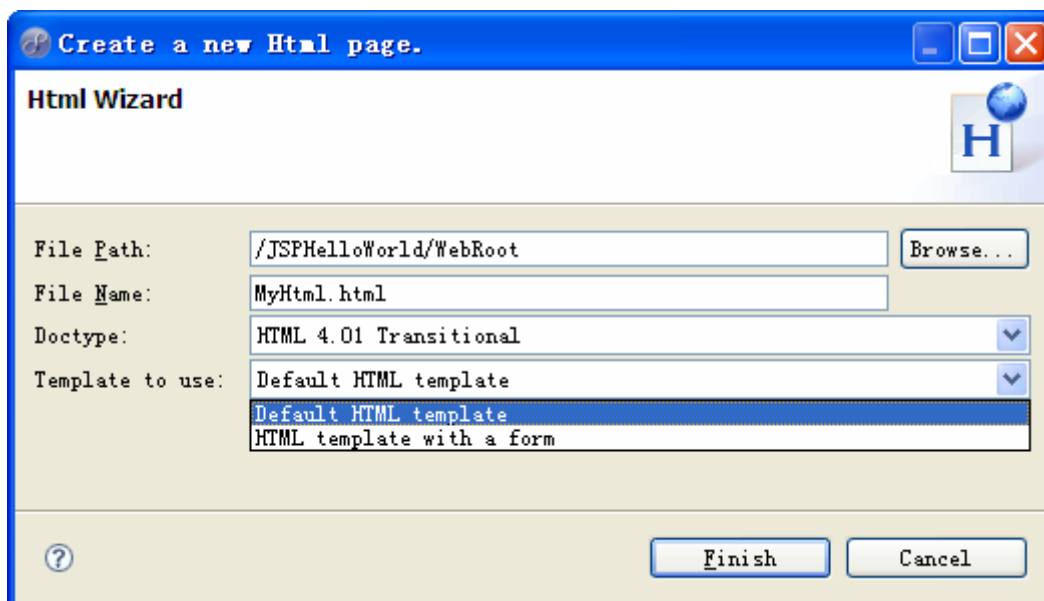 Create a new Html page.
Html Wizard
H
File Path: /JSPHelloWorld/WebRoot Browse...
File Name: MyHtml.html
Doctype: HTML 4.01 Transitional
Template to use: Default HTML template
Default HTML template
HTML template with a form
? Finish Cancel